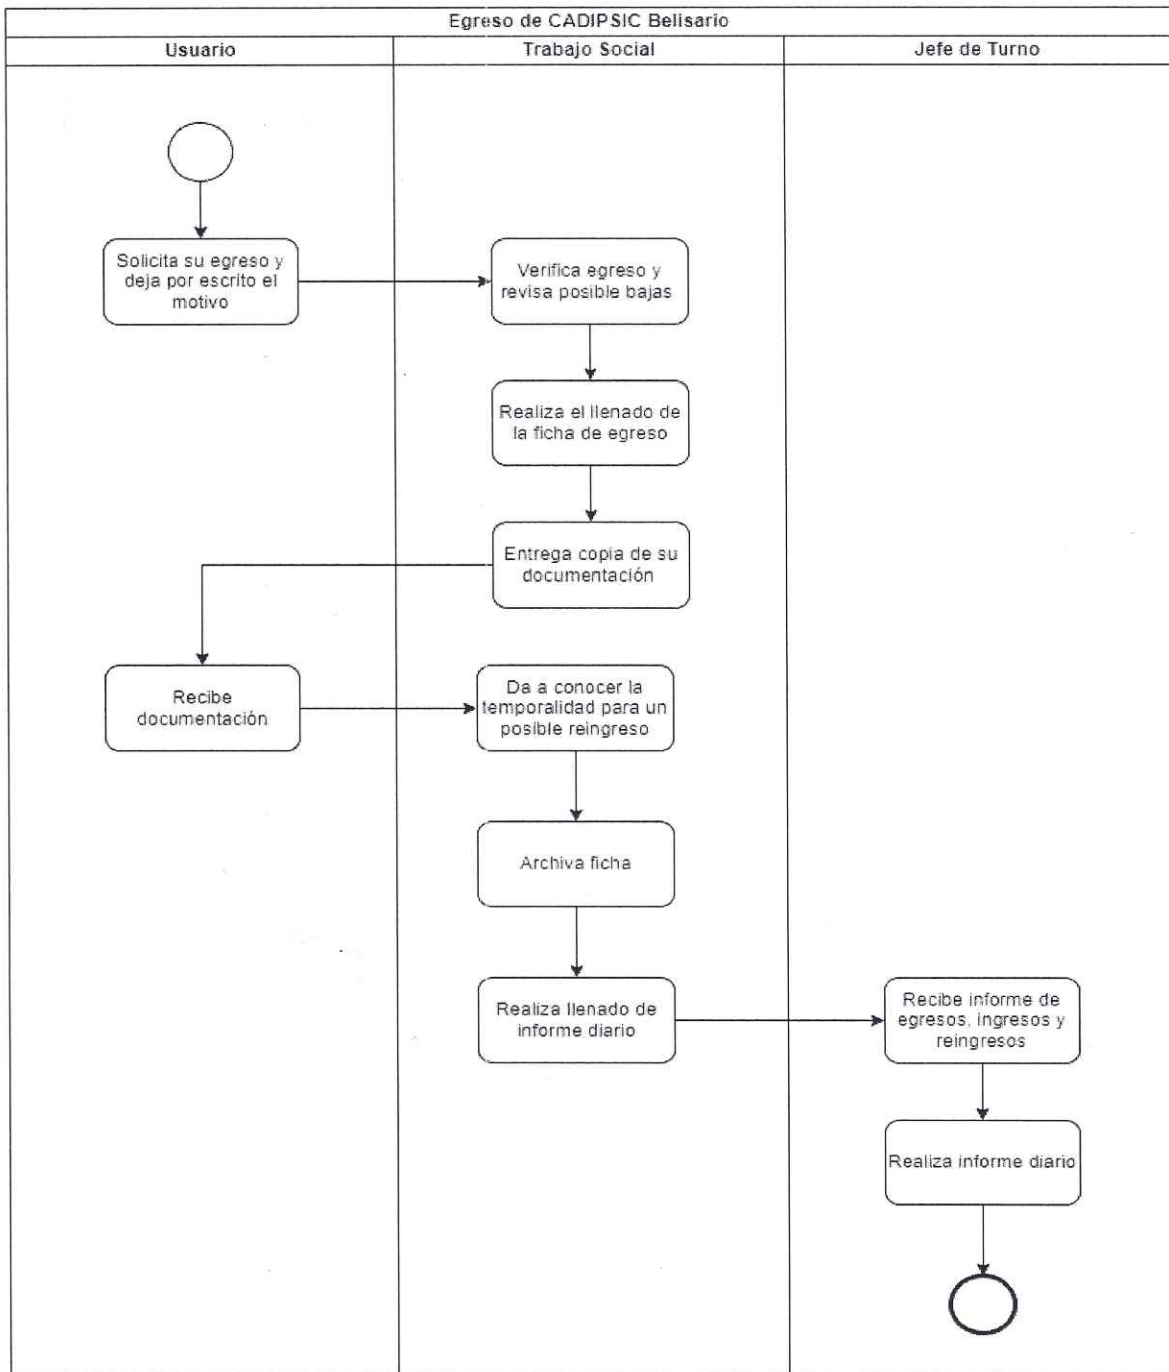 Egreso de CADIPSIC Belisario
Usuario
Trabajo Social
Jefe de Turno
Solicita su egreso y
deja por escrito el
motivo
Verifica egreso y
revisa posible bajas
Realiza el llenado de
la ficha de egreso
Entrega copia de su
documentación
Recibe
documentación
Da a conocer la
temporalidad para un
posible reingreso
Archiva ficha
Realiza llenado de
informe diario
Recibe informe de
egresos, ingresos y
reingresos
Realiza informe diario